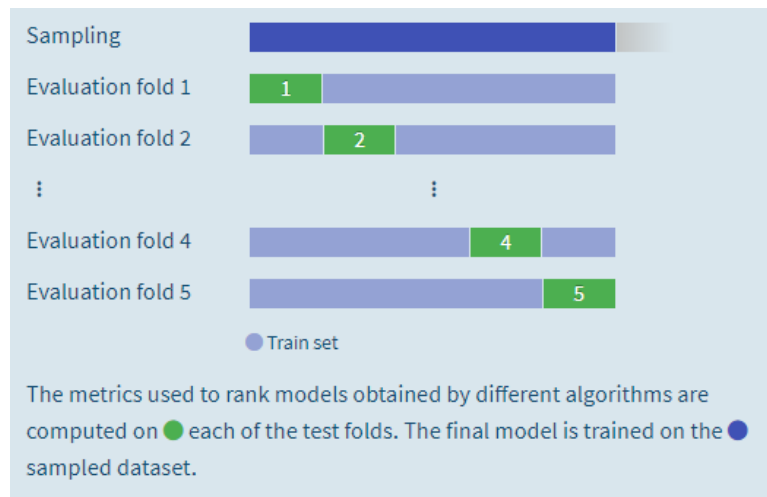 Sampling
Evaluation fold 1
1
Evaluation fold 2
2
⋮ ⋮
Evaluation fold 4
4
Evaluation fold 5
5
Train set
The metrics used to rank models obtained by different algorithms are
computed on each of the test folds. The final model is trained on the
sampled dataset.